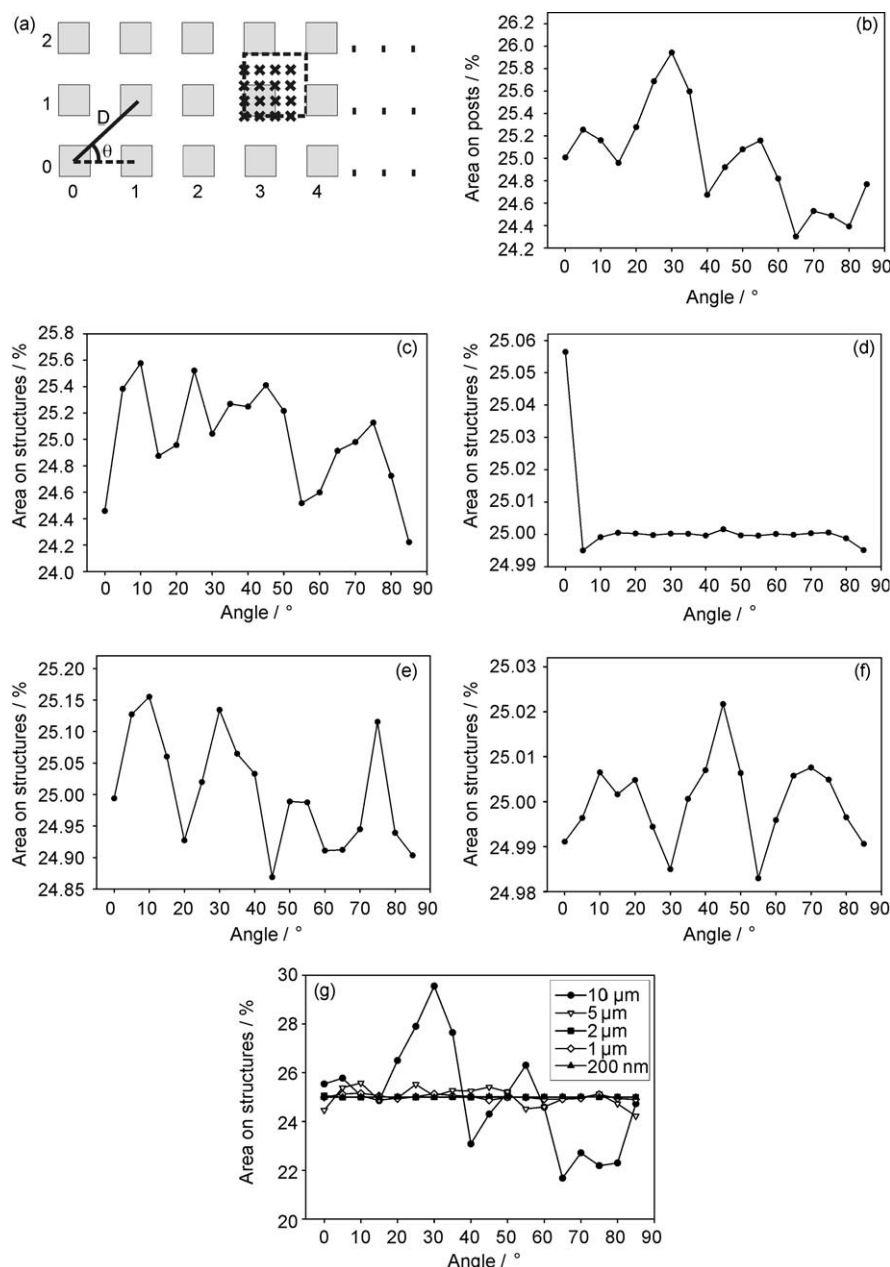 (a)
2
1
0
D
θ
0 1 2 3 4
(b)
Area on posts / %
26.2
26.0
25.8
25.6
25.4
25.2
25.0
24.8
24.6
24.4
24.2
0 10 20 30 40 50 60 70 80 90
Angle / °
(c)
Area on structures / %
25.8
25.6
25.4
25.2
25.0
24.8
24.6
24.4
24.2
24.0
0 10 20 30 40 50 60 70 80 90
Angle / °
(d)
Area on structures / %
25.06
25.05
25.04
25.03
25.02
25.01
25.00
24.99
0 10 20 30 40 50 60 70 80 90
Angle / °
(e)
Area on structures / %
25.20
25.15
25.10
25.05
25.00
24.95
24.90
24.85
0 10 20 30 40 50 60 70 80 90
Angle / °
(f)
Area on structures / %
25.03
25.02
25.01
25.00
24.99
24.98
0 10 20 30 40 50 60 70 80 90
Angle / °
(g)
Area on structures / %
30
28
26
24
22
20
10 µm
5 µm
2 µm
1 µm
200 nm
0 10 20 30 40 50 60 70 80 90
Angle / °